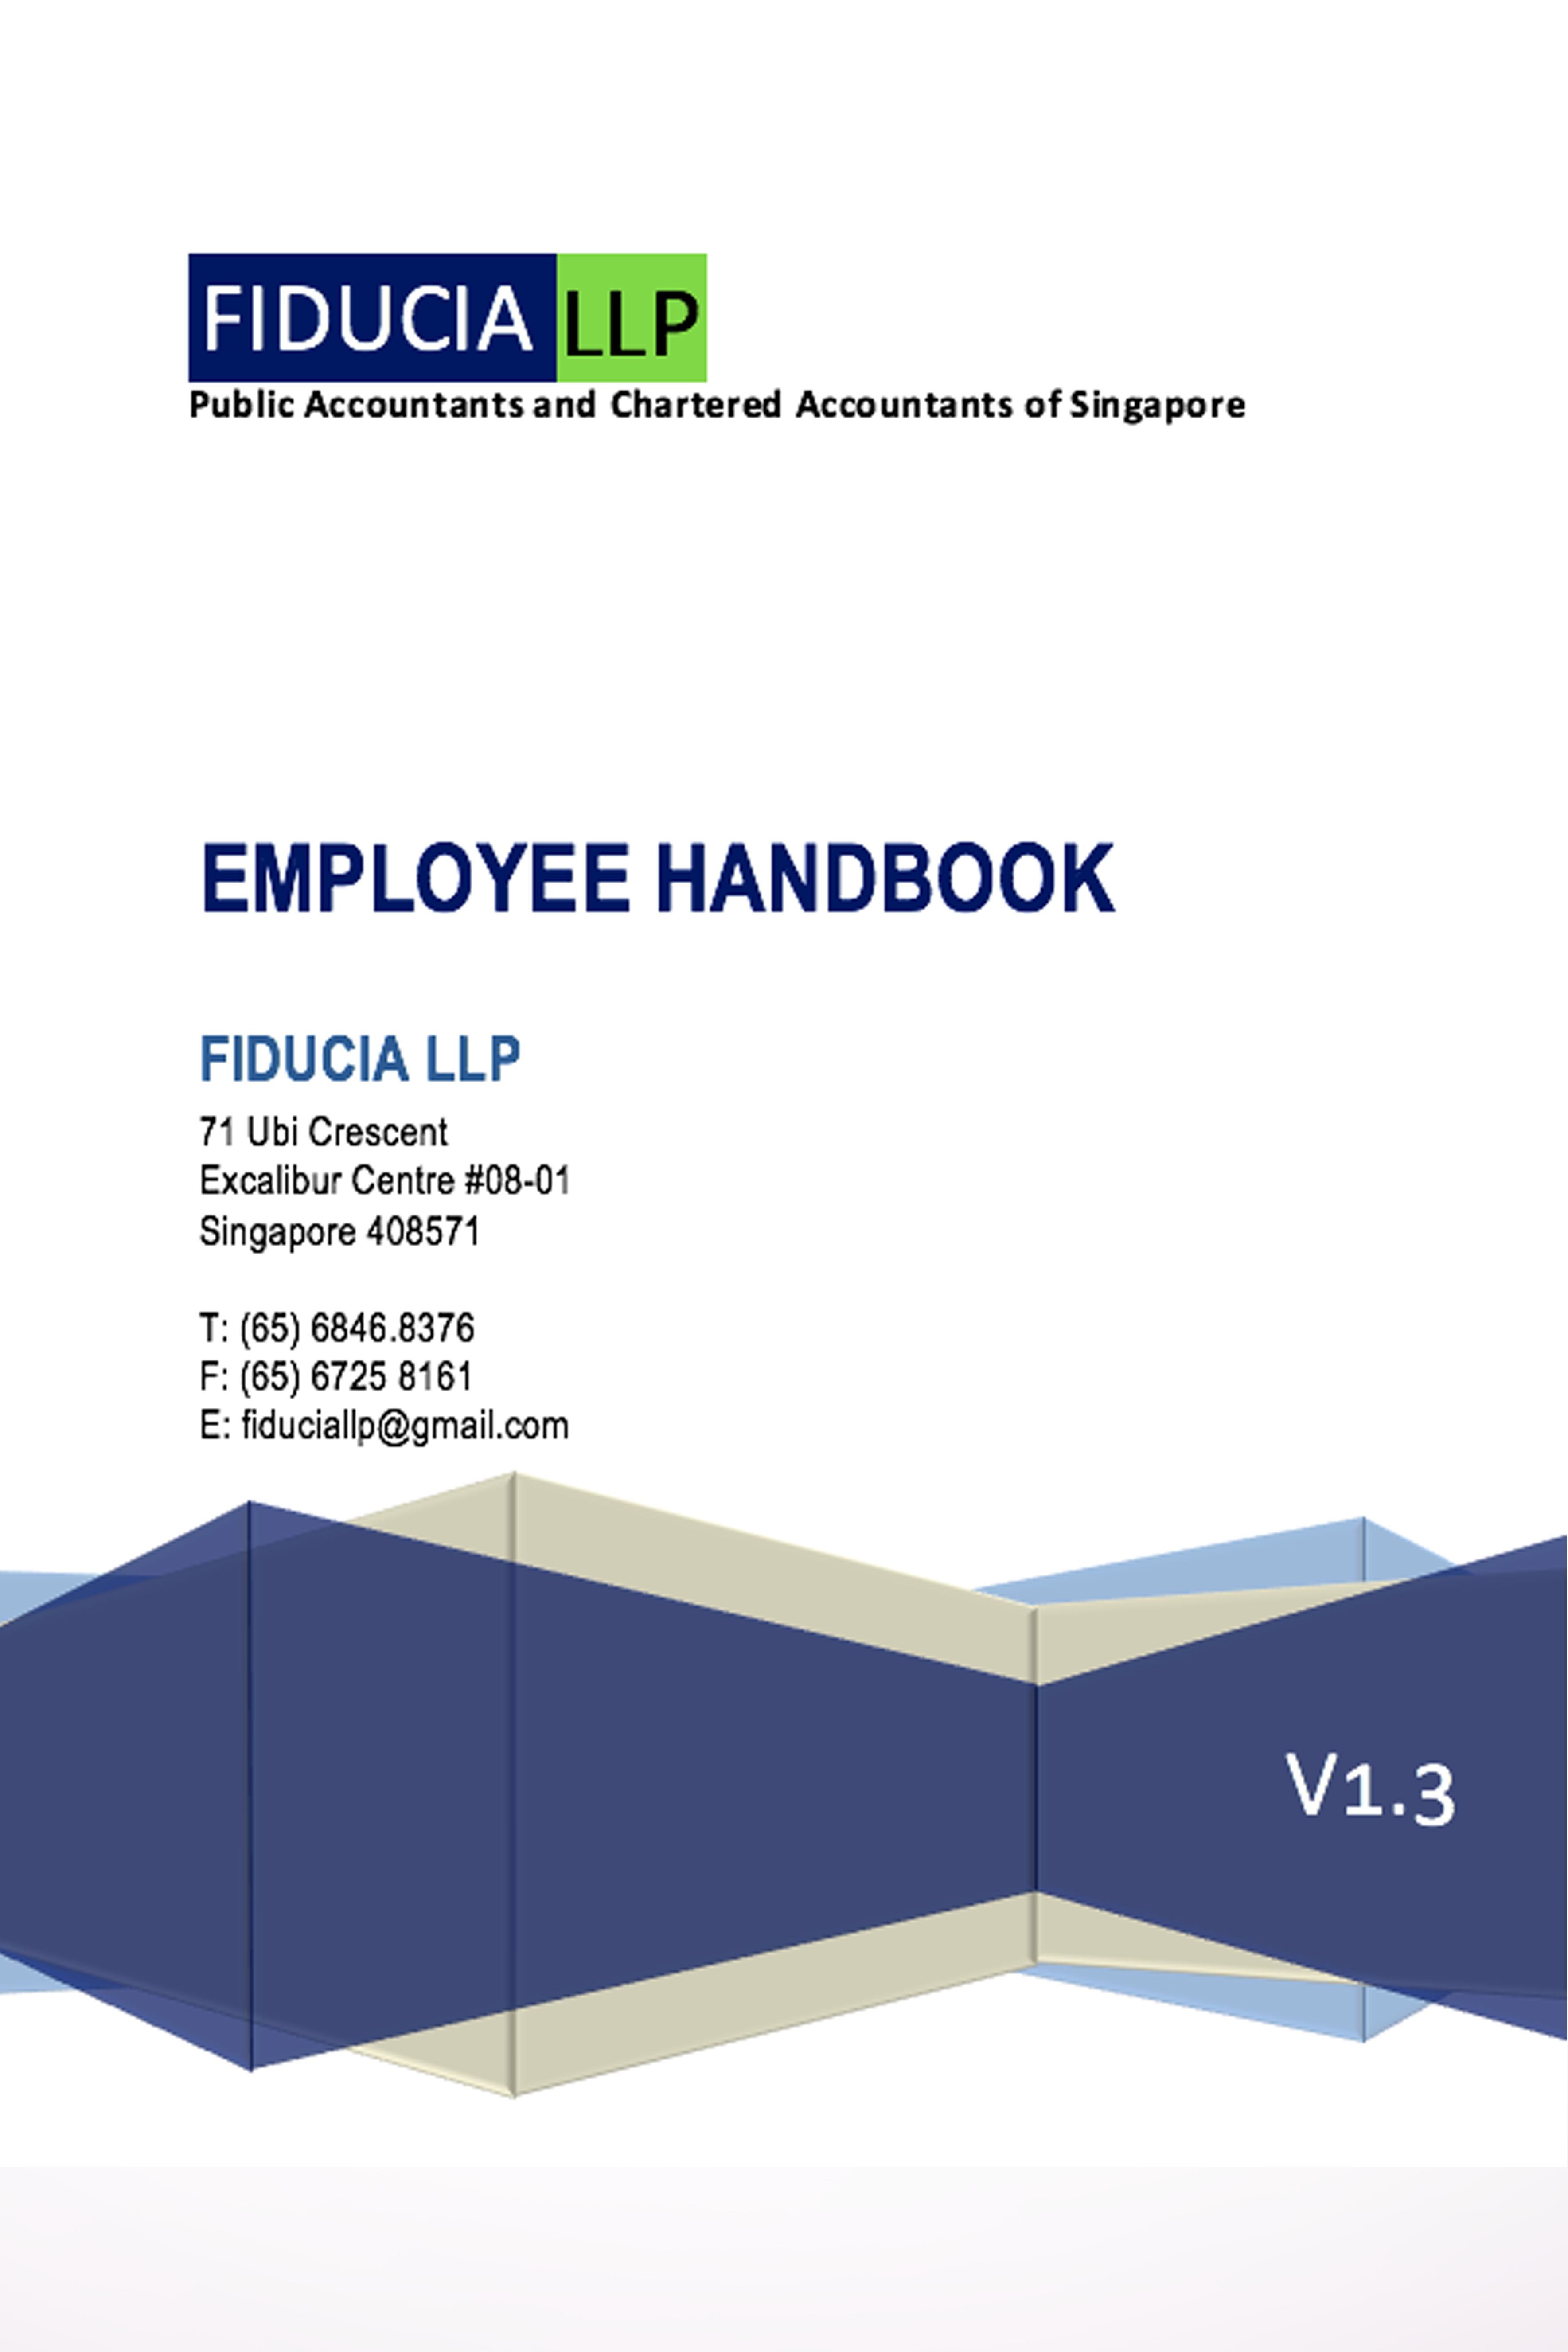 FIDUCIA LLP
Public Accountants and Chartered Accountants of Singapore
EMPLOYEE HANDBOOK
FIDUCIA LLP
71 Ubi Crescent
Excalibur Centre #08-01
Singapore 408571
T: (65) 6846.8376
F: (65) 6725 8161
E: fiduciallp@gmail.com
V1.3